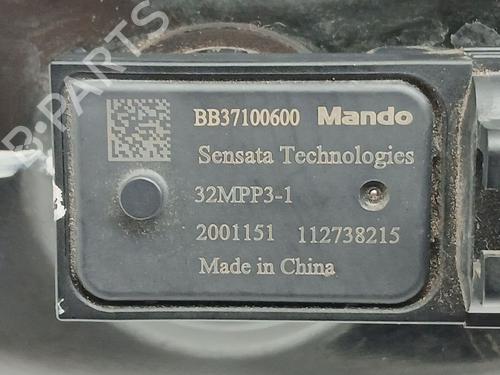 B-PARTS
BB37100600 Mando
Sensata Technologies
32MPP3-1
2001151 112738215
Made in China